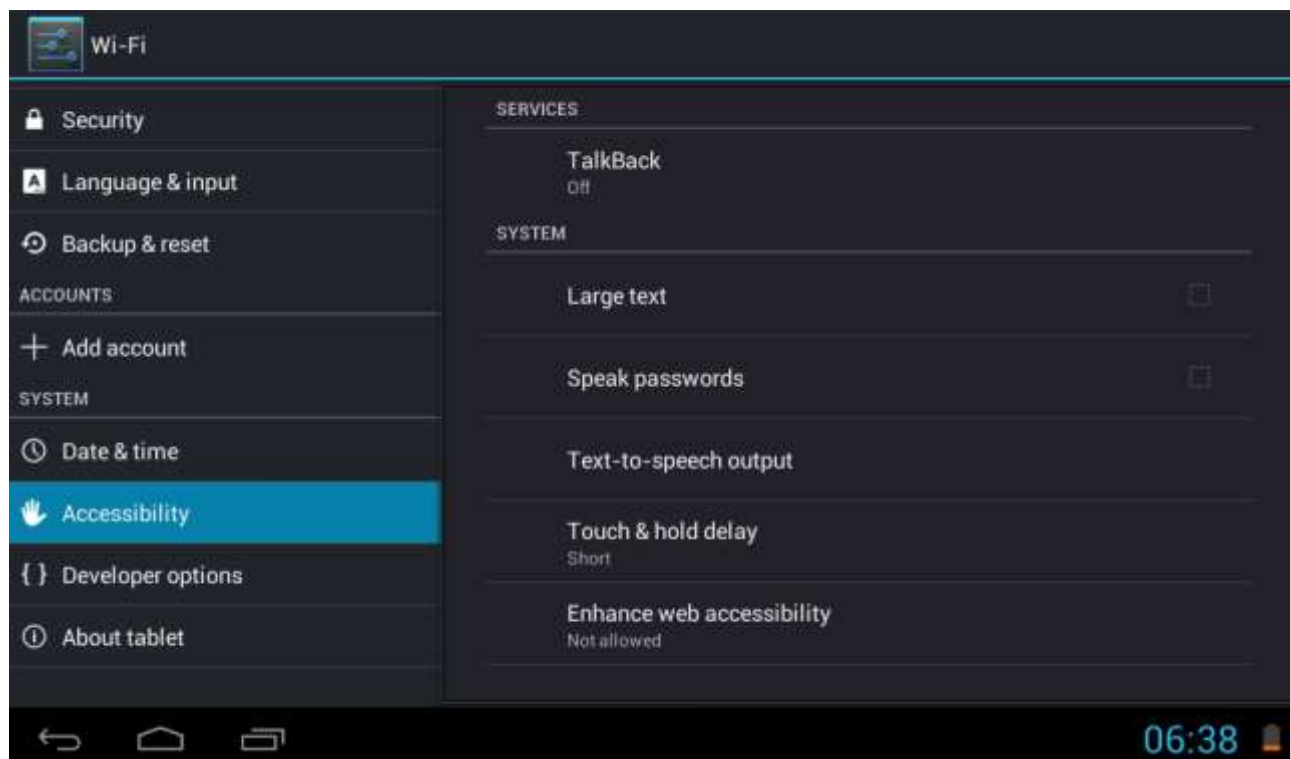 Wi-Fi
Security
Language & input
Backup & reset
ACCOUNTS
Add account
SYSTEM
Date & time
Accessibility
{ } Developer options
About tablet
SERVICES
TalkBack
Off
SYSTEM
Large text
Speak passwords
Text-to-speech output
Touch & hold delay
Short
Enhance web accessibility
Not allowed
06:38